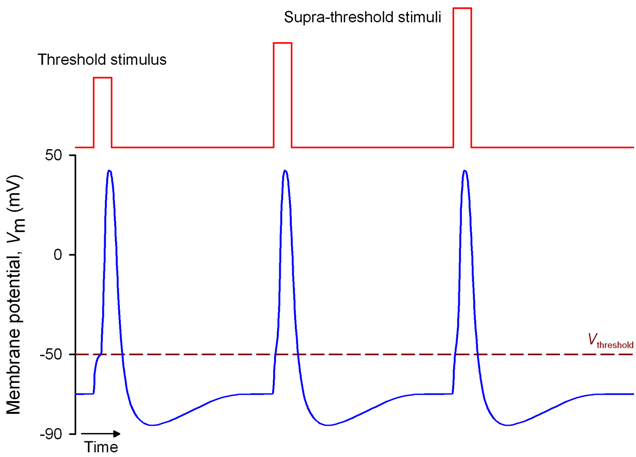 Supra-threshold stimuli
Threshold stimulus
50
0
-50
-90
Membrane potential, Vm (mV)
Vthreshold
Time